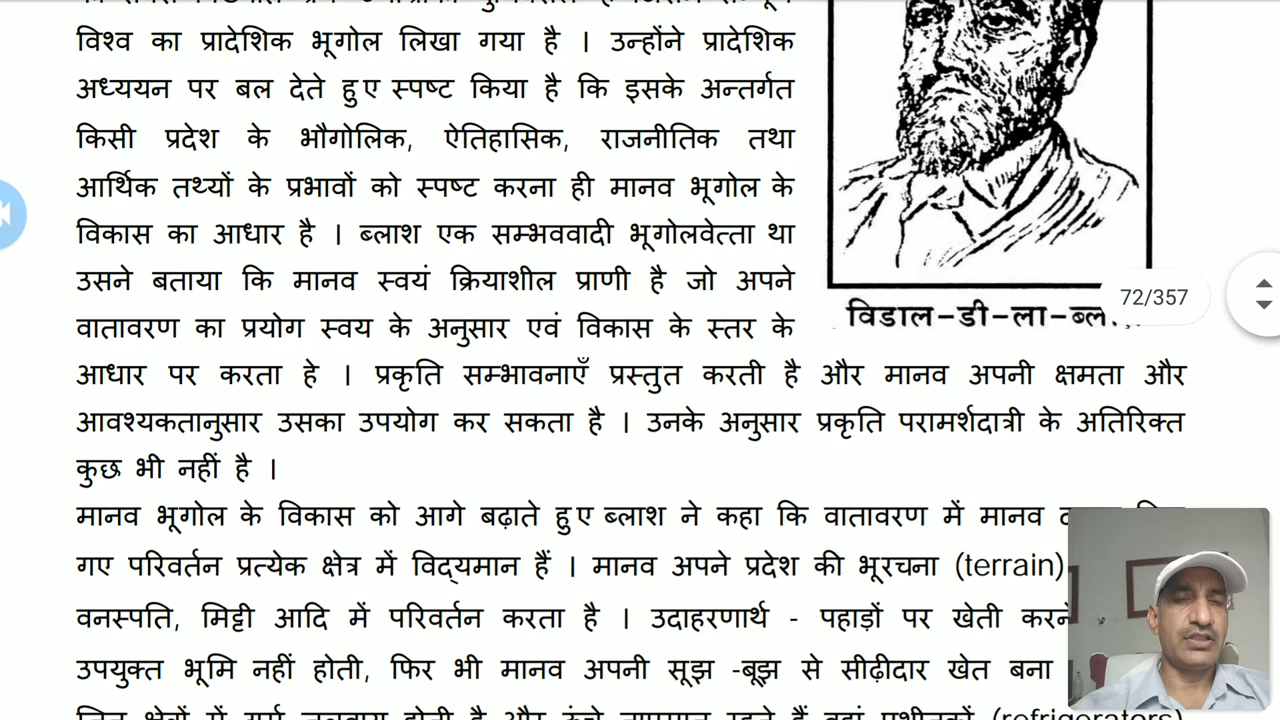 विश्व का प्रादेशिक भूगोल लिखा गया है । उन्होंने प्रादेशिक
अध्ययन पर बल देते हुए स्पष्ट किया है कि इसके अन्तर्गत
किसी प्रदेश के भौगोलिक, ऐतिहासिक, राजनीतिक तथा
आर्थिक तथ्यों के प्रभावों को स्पष्ट करना ही मानव भूगोल के
विकास का आधार है । ब्लाश एक सम्भववादी भूगोलवेत्ता था
उसने बताया कि मानव स्वयं क्रियाशील प्राणी है जो अपने
वातावरण का प्रयोग स्वय के अनुसार एवं विकास के स्तर के
72/357
विडाल-डी-ला-
आधार पर करता हे । प्रकृति सम्भावनाएँ प्रस्तुत करती है और मानव अपनी क्षमता और
आवश्यकतानुसार उसका उपयोग कर सकता है । उनके अनुसार प्रकृति परामर्शदात्री के अतिरिक्त
कुछ भी नहीं है ।
मानव भूगोल के विकास को आगे बढ़ाते हुए ब्लाश ने कहा कि वातावरण में मानव
गए परिवर्तन प्रत्येक क्षेत्र में विद्यमान हैं । मानव अपने प्रदेश की भूरचना (terrain)
वनस्पति, मिट्टी आदि में परिवर्तन करता है । उदाहरणार्थ - पहाड़ों पर खेती
उपयुक्त भूमि नहीं होती, फिर भी मानव अपनी सूझ -बूझ से सीढ़ीदार खेत बना